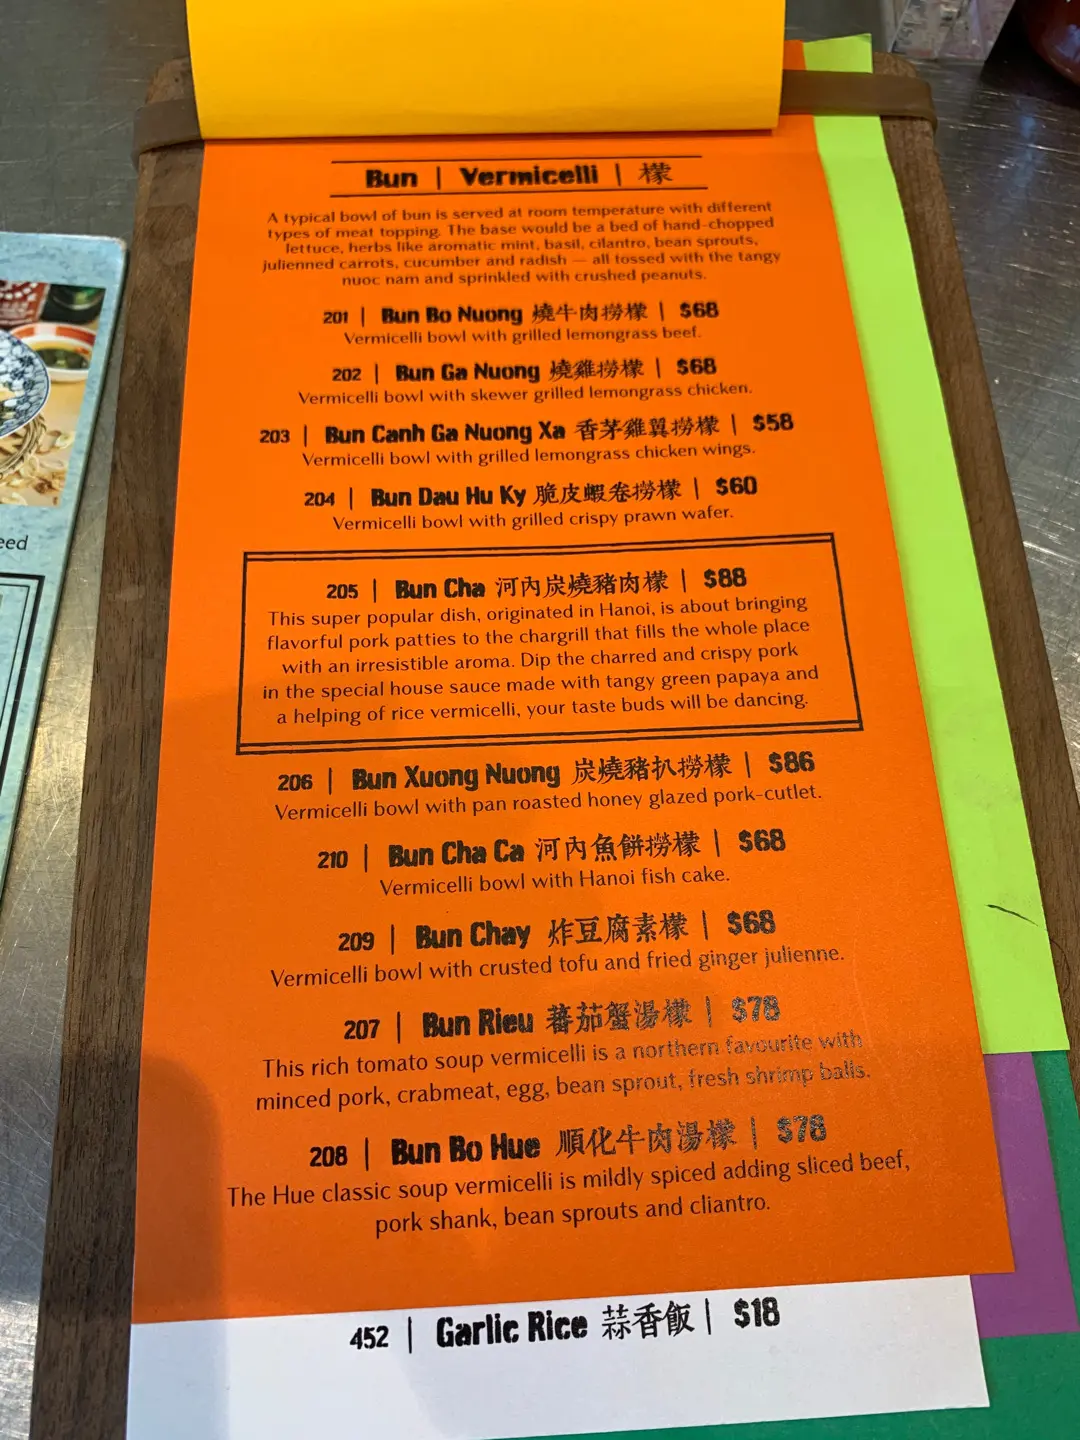 Bun | Vermicelli | 檬
A typical bowl of bun is served at room temperature with different
types of meat topping. The base would be a bed of hand-chopped
lettuce, herbs like aromatic mint, basil, cilantro, bean sprouts,
julienned carrots, cucumber and radish — all tossed with the tangy
nuoc nam and sprinkled with crushed peanuts.
201 | Bun Bo Nuong 燒牛肉撈檬 | $68
Vermicelli bowl with grilled lemongrass beef.
202 | Bun Ga Nuong 燒雞撈檬 | $68
Vermicelli bowl with skewer grilled lemongrass chicken.
203 | Bun Canh Ga Nuong Xa 香茅雞翼撈檬 | $58
Vermicelli bowl with grilled lemongrass chicken wings.
204 | Bun Dau Hu Ky 脆皮蝦卷撈檬 | $60
Vermicelli bowl with grilled crispy prawn wafer.
205 | Bun Cha 河內炭燒豬肉檬 | $88
This super popular dish, originated in Hanoi, is about bringing
flavorful pork patties to the chargrill that fills the whole place
with an irresistible aroma. Dip the charred and crispy pork
in the special house sauce made with tangy green papaya and
a helping of rice vermicelli, your taste buds will be dancing.
206 | Bun Xuong Nuong 炭燒豬扒撈檬 | $86
Vermicelli bowl with pan roasted honey glazed pork-cutlet.
210 | Bun Cha Ca 河內魚餅撈檬 | $68
Vermicelli bowl with Hanoi fish cake.
209 | Bun Chay 炸豆腐素檬 | $68
Vermicelli bowl with crusted tofu and fried ginger julienne.
207 | Bun Rieu 蕃茄蟹湯檬 | $78
This rich tomato soup vermicelli is a northern favourite with
minced pork, crabmeat, egg, bean sprout, fresh shrimp balls.
208 | Bun Bo Hue 順化牛肉湯檬 | $78
The Hue classic soup vermicelli is mildly spiced adding sliced beef,
pork shank, bean sprouts and cliantro.
452 | Garlic Rice 蒜香飯 | $18